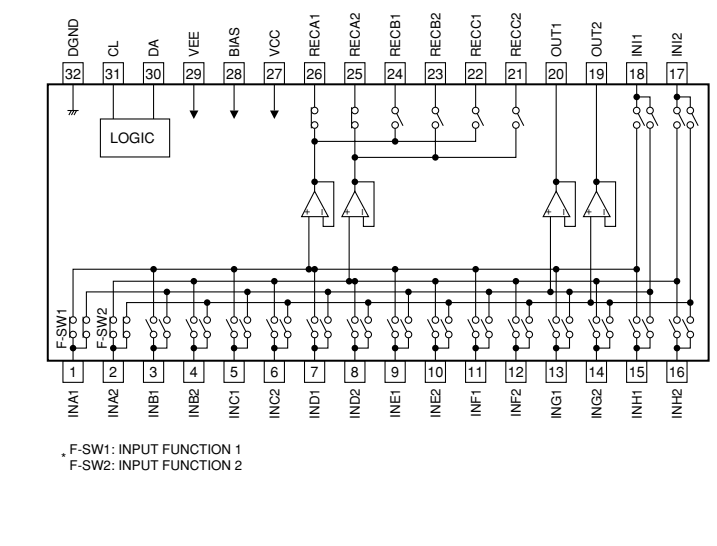 DGND CL DA VEE BIAS VCC RECA1 RECA2 RECB1 RECB2 RECC1 RECC2 OUT1 OUT2 INI1 INI2
32 31 30 29 28 27 26 25 24 23 22 21 20 19 18 17
LOGIC
+ − + − + − + −
F-SW1 F-SW2
1 2 3 4 5 6 7 8 9 10 11 12 13 14 15 16
INA1 INA2 INB1 INB2 INC1 INC2 IND1 IND2 INE1 INE2 INF1 INF2 ING1 ING2 INH1 INH2
* F-SW1: INPUT FUNCTION 1
F-SW2: INPUT FUNCTION 2